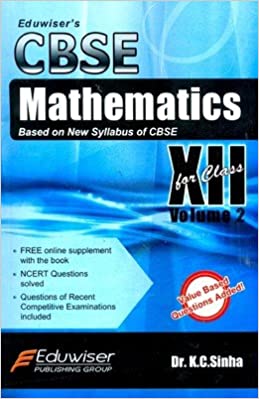 Eduwiser's
CBSE
Mathematics
Based on New Syllabus of CBSE
XII
for Class
Volume 2
• FREE online supplement
with the book
• NCERT Questions
solved
• Questions of Recent
Competitive Examinations
included
Value Based
Questions Added!
Eduwiser
PUBLISHING GROUP
Dr. K.C.Sinha